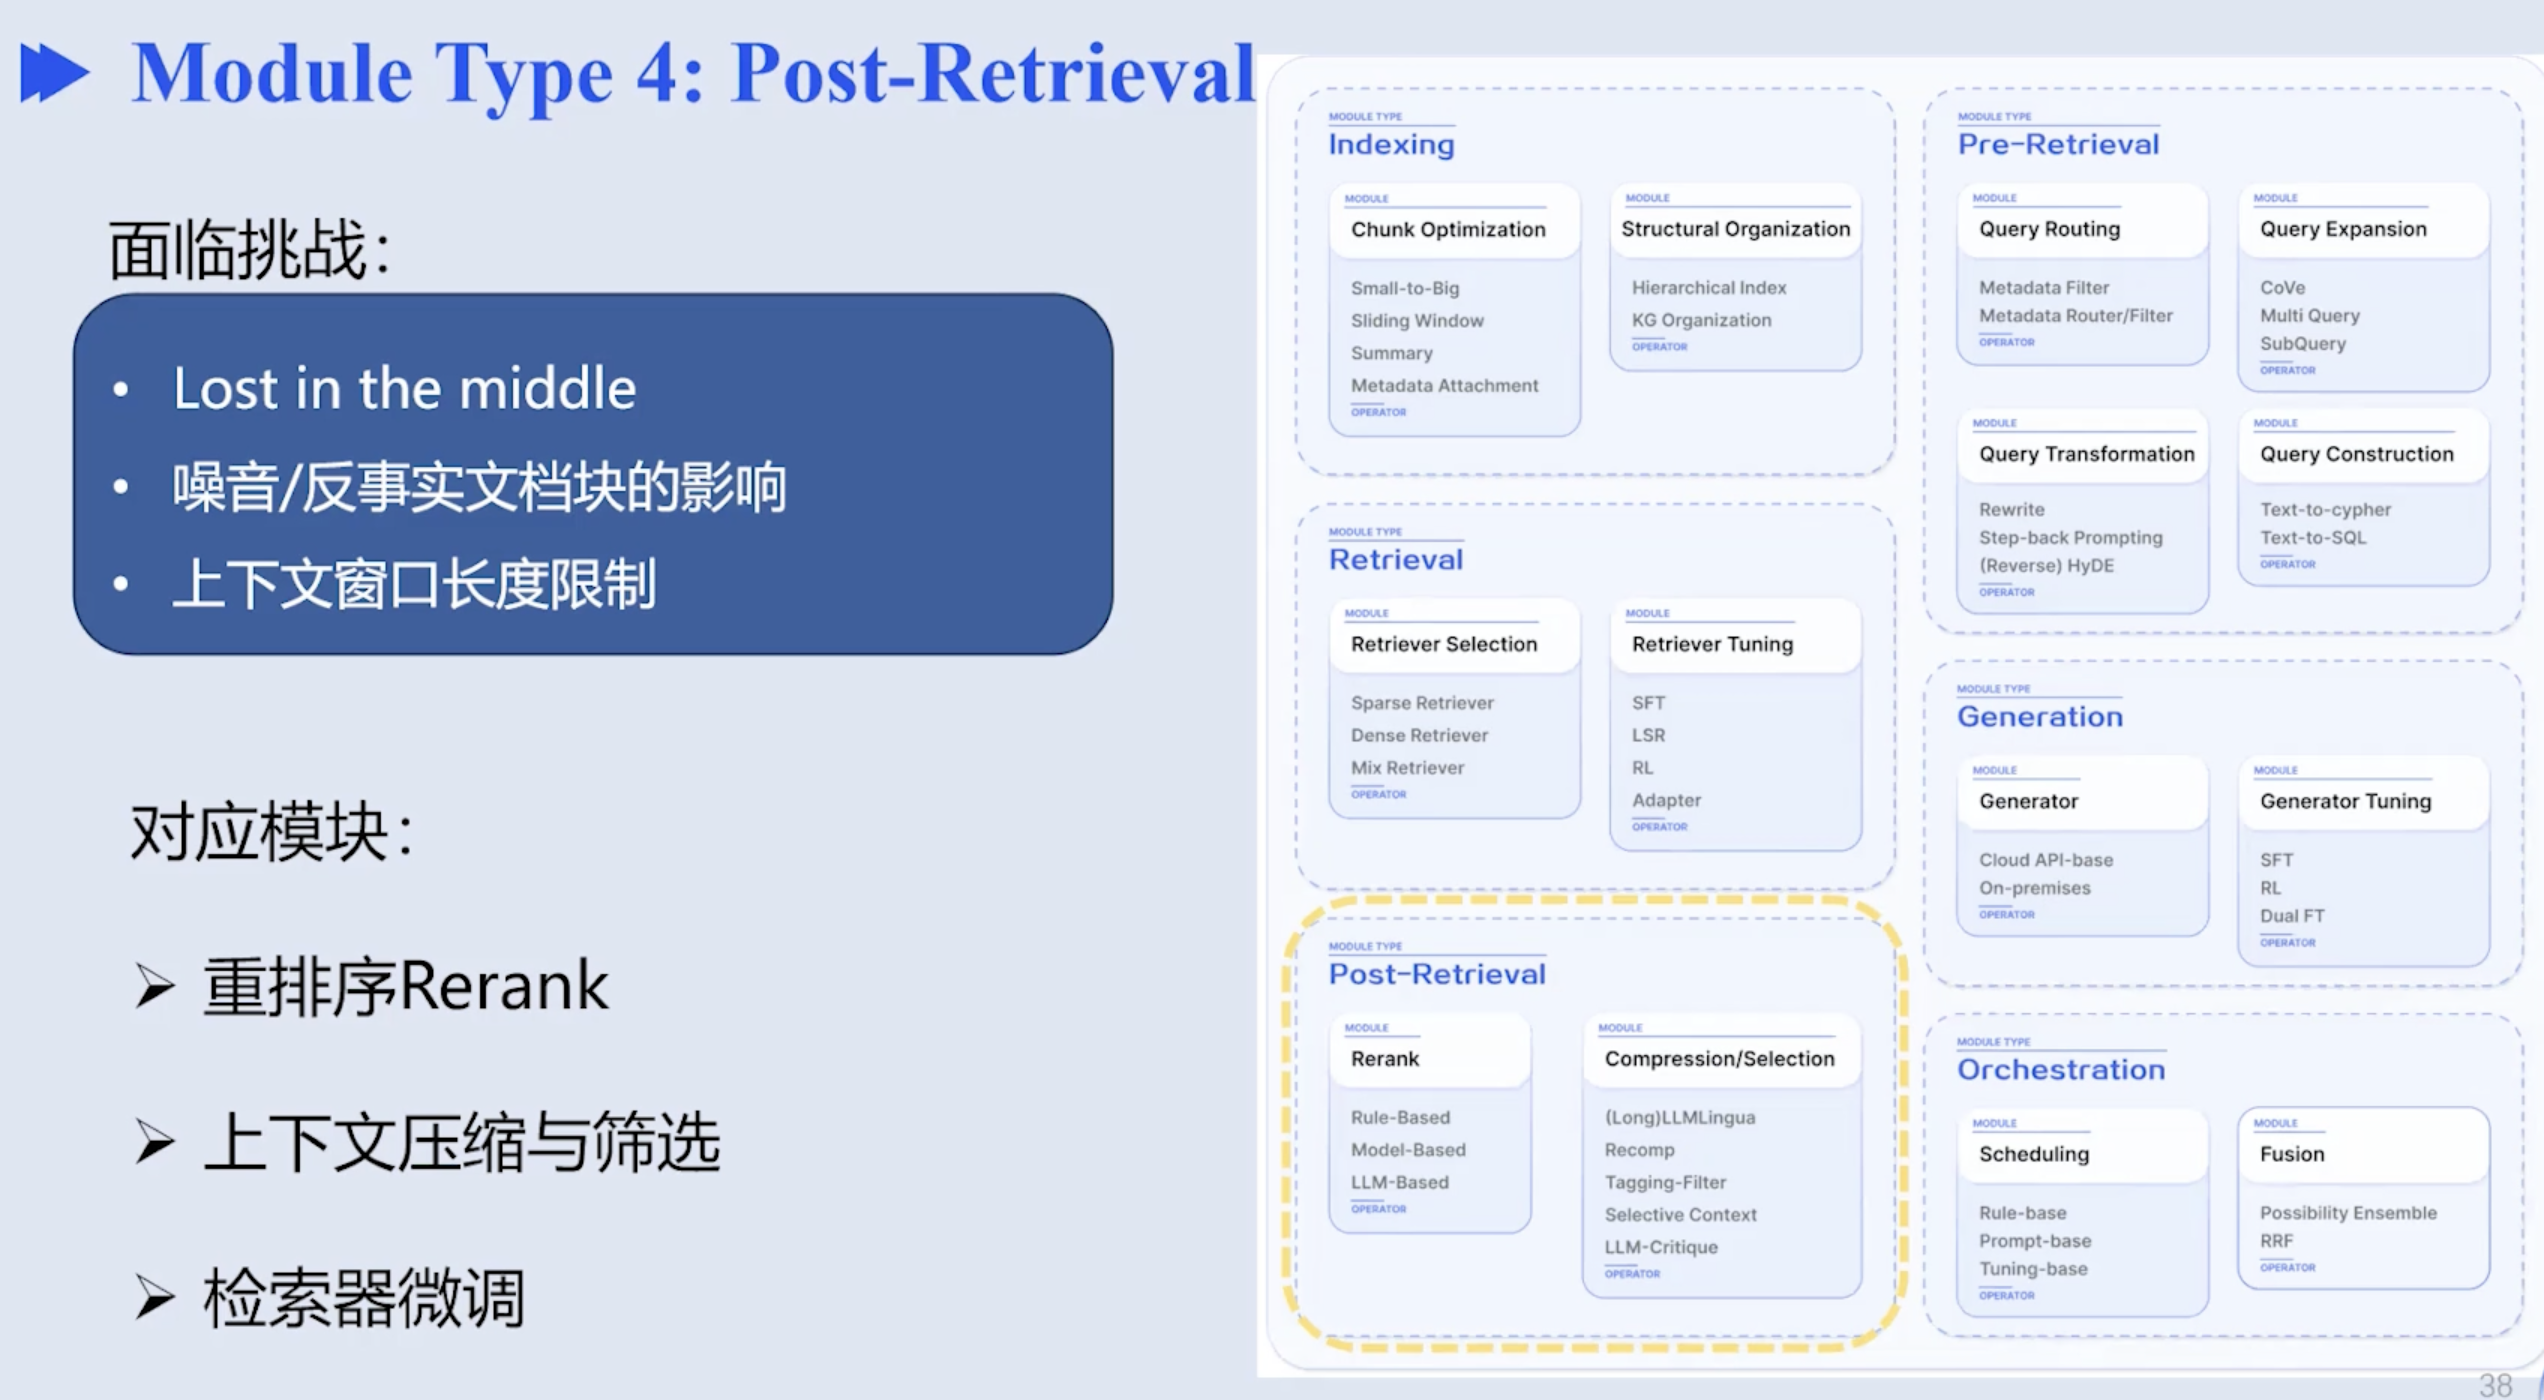 Module Type 4: Post-Retrieval
面临挑战：
• Lost in the middle
• 噪音/反事实文档块的影响
• 上下文窗口长度限制
对应模块：
➢ 重排序Rerank
➢ 上下文压缩与筛选
➢ 检索器微调
MODULE TYPE
Indexing
MODULE
Chunk Optimization
Small-to-Big
Sliding Window
Summary
Metadata Attachment
OPERATOR
MODULE
Structural Organization
Hierarchical Index
KG Organization
OPERATOR
MODULE TYPE
Retrieval
MODULE
Retriever Selection
Sparse Retriever
Dense Retriever
Mix Retriever
OPERATOR
MODULE
Retriever Tuning
SFT
LSR
RL
Adapter
OPERATOR
MODULE TYPE
Post-Retrieval
MODULE
Rerank
Rule-Based
Model-Based
LLM-Based
OPERATOR
MODULE
Compression/Selection
(Long)LLMLingua
Recomp
Tagging-Filter
Selective Context
LLM-Critique
OPERATOR
MODULE TYPE
Pre-Retrieval
MODULE
Query Routing
Metadata Filter
Metadata Router/Filter
OPERATOR
MODULE
Query Expansion
CoVe
Multi Query
SubQuery
OPERATOR
MODULE
Query Transformation
Rewrite
Step-back Prompting
(Reverse) HyDE
OPERATOR
MODULE
Query Construction
Text-to-cypher
Text-to-SQL
OPERATOR
MODULE TYPE
Generation
MODULE
Generator
Cloud API-base
On-premises
OPERATOR
MODULE
Generator Tuning
SFT
RL
Dual FT
OPERATOR
MODULE TYPE
Orchestration
MODULE
Scheduling
Rule-base
Prompt-base
Tuning-base
OPERATOR
MODULE
Fusion
Possibility Ensemble
RRF
OPERATOR
38